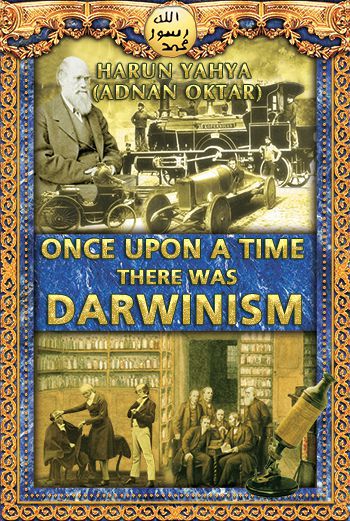 الله
رسول
محمد
HARUN YAHYA
(ADNAN OKTAR)
ONCE UPON A TIME
THERE WAS
DARWINISM